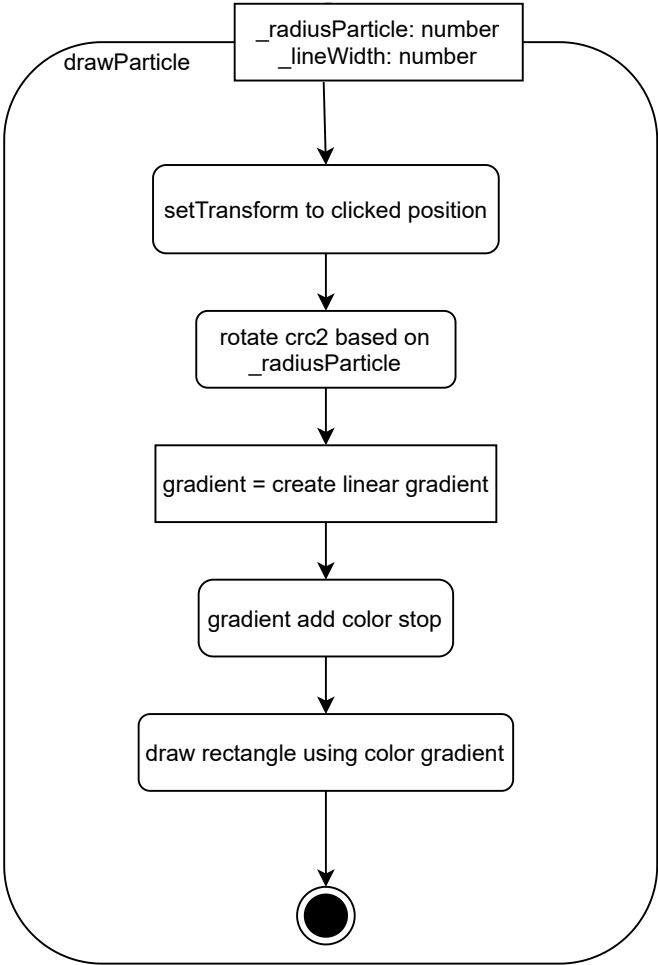 _radiusParticle: number
_lineWidth: number
drawParticle
setTransform to clicked position
rotate crc2 based on
_radiusParticle
gradient = create linear gradient
gradient add color stop
draw rectangle using color gradient